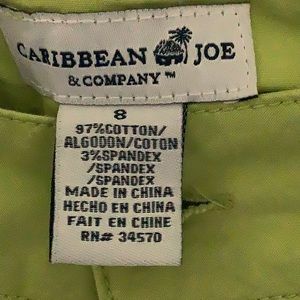 CARIBBEAN JOE
& COMPANY™
8
97%COTTON/
ALGODON/COTON
3%SPANDEX
/SPANDEX
/SPANDEX
MADE IN CHINA
HECHO EN CHINA
FAIT EN CHINE
RN# 34570